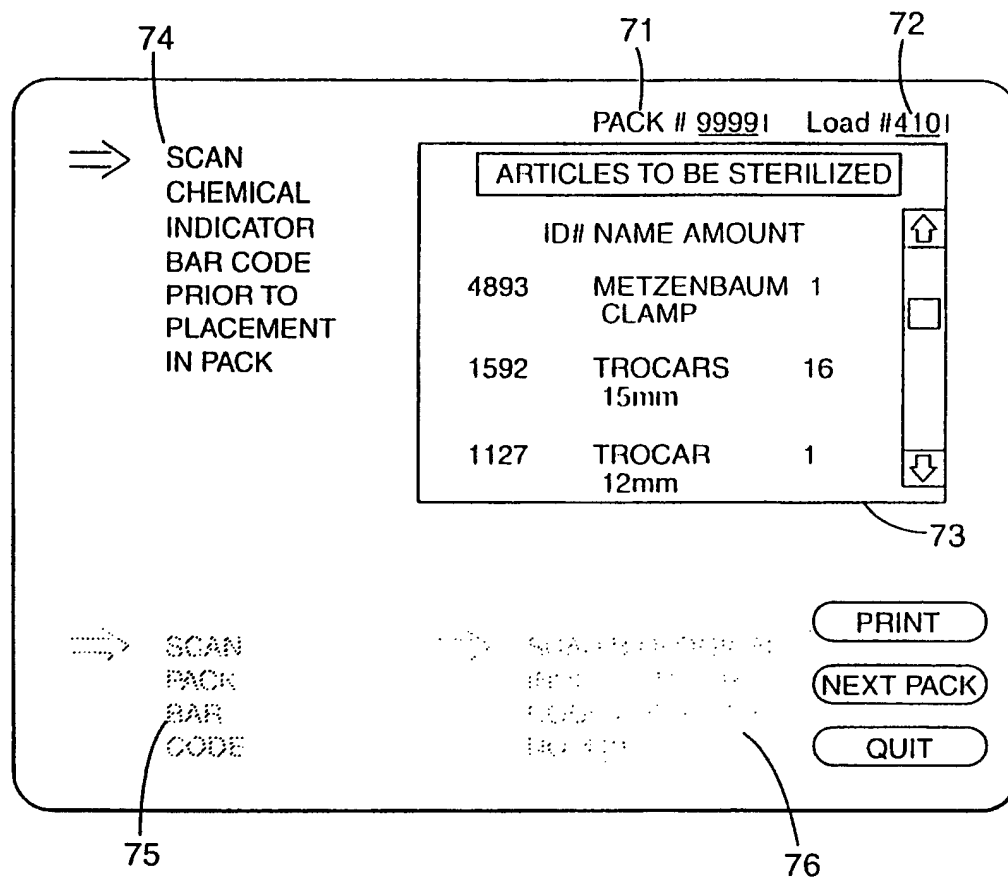 74
71
72
PACK # 9999 Load #410
SCAN
CHEMICAL
INDICATOR
BAR CODE
PRIOR TO
PLACEMENT
IN PACK
ARTICLES TO BE STERILIZED
ID# NAME AMOUNT
4893 METZENBAUM 1
CLAMP
1592 TROCARS 16
15mm
1127 TROCAR 1
12mm
73
SCAN
PACK
BAR
CODE
PRINT
NEXT PACK
QUIT
75
76